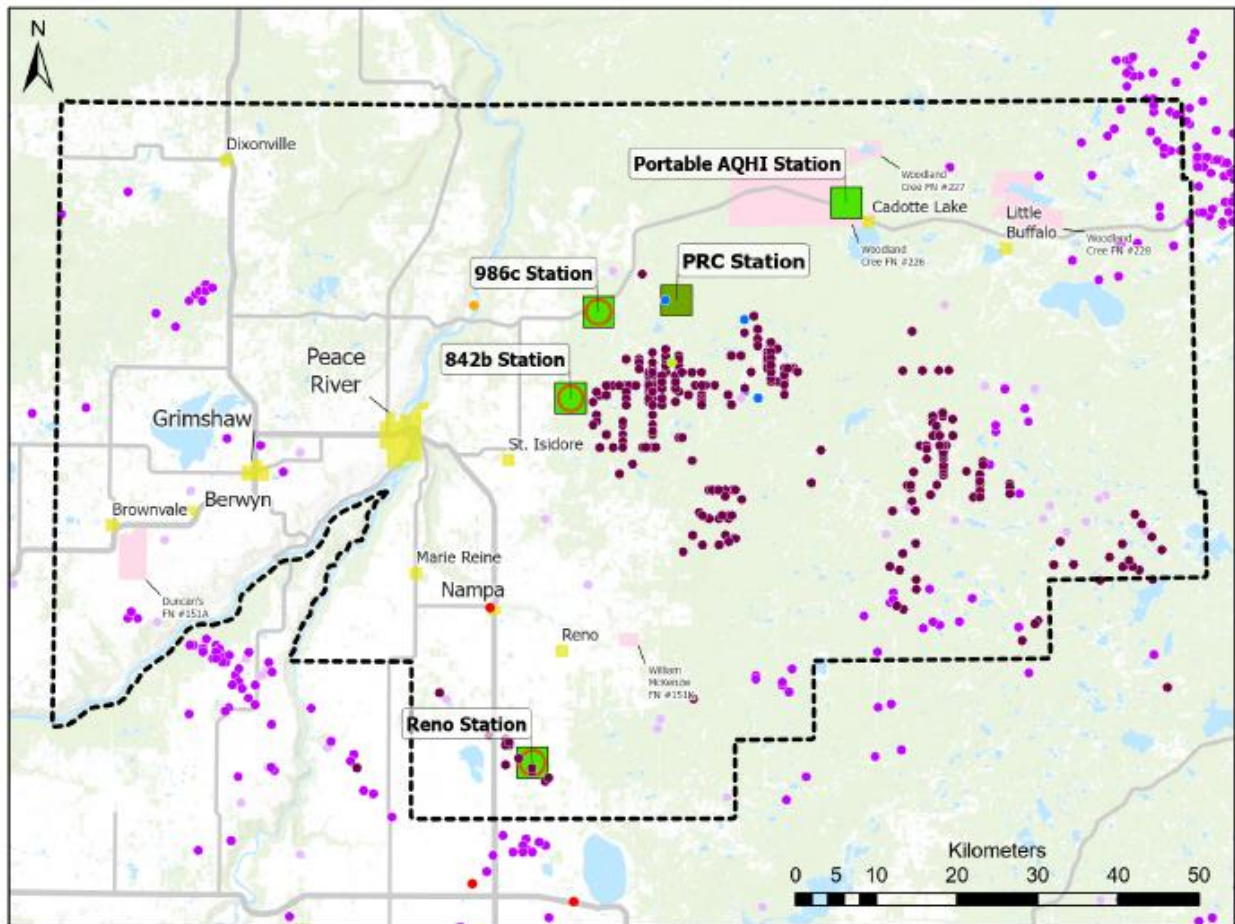 N
Dixonville
Portable AQHI Station
Woodland
Cree FN #227
Cadotte Lake
Little
Buffalo
Woodland
Cree FN #226
Woodland
Cree FN #228
986c Station
PRC Station
842b Station
Peace
River
Grimshaw
St. Isidore
Berwyn
Brownvale
Marie Reine
Nampa
Duncan's
FN #151A
Reno
William
McKenzie
FN #151K
Reno Station
Kilometers
0 5 10 20 30 40 50